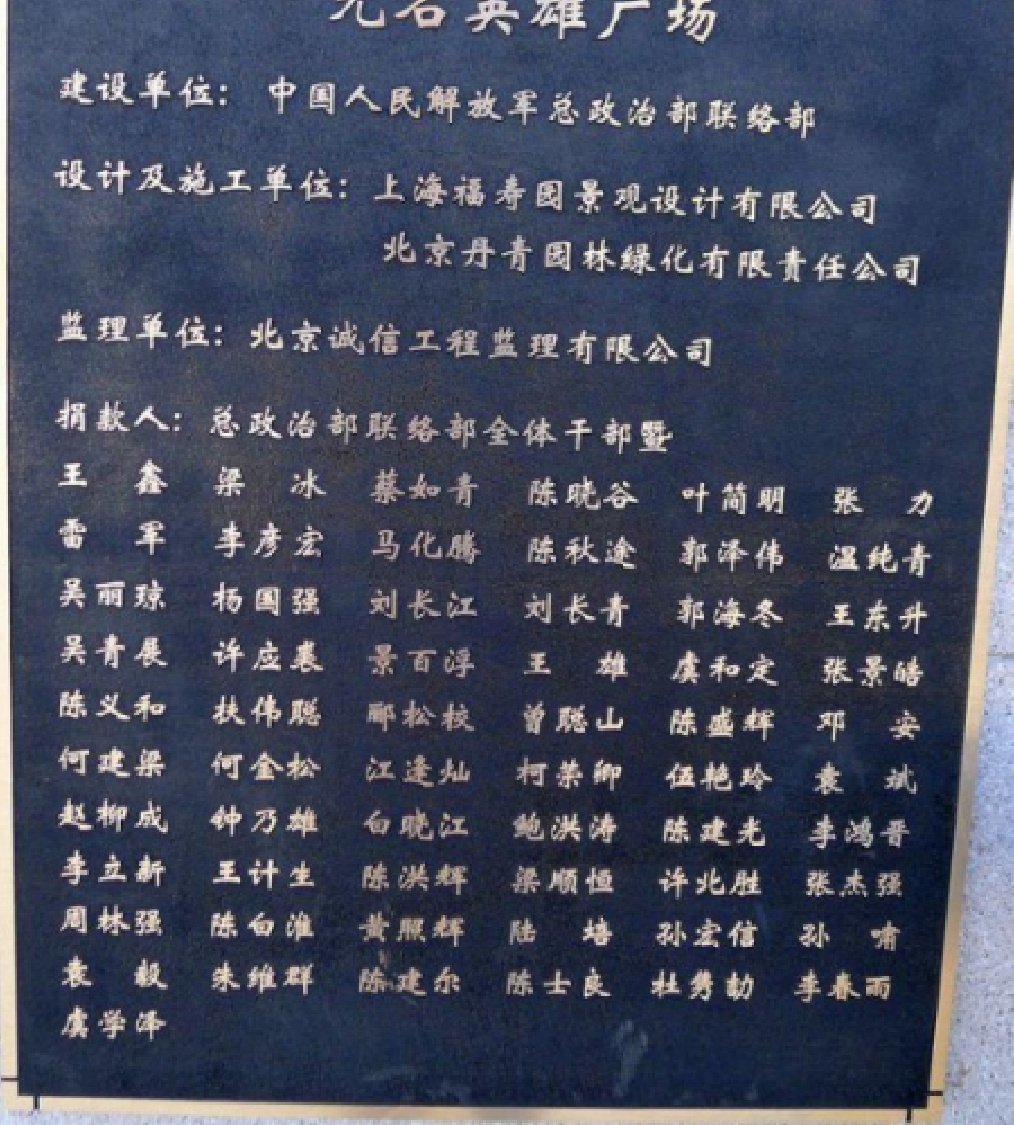 无名英雄广场
建设单位: 中国人民解放军总政治部联络部
设计及施工单位: 上海福寿园景观设计有限公司
北京丹青园林绿化有限责任公司
监理单位: 北京诚信工程监理有限公司
捐款人: 总政治部联络部全体干部暨
王 鑫 梁 冰 蔡如青 陈晓谷 叶简明 张 力
雷 军 李彦宏 马化腾 陈秋途 郭泽伟 温纯青
吴丽琼 杨国强 刘长江 刘长青 郭海冬 王东升
吴青展 许应裘 景百浮 王 雄 虞和定 张景皓
陈义和 扶伟聪 郦松校 曾聪山 陈盛辉 邓 安
何建梁 何金松 江逢灿 柯荣卿 伍艳玲 袁 斌
赵柳成 钟乃雄 白晓江 鲍洪涛 陈建光 李鸿晋
李立新 王计生 陈洪辉 梁顺恒 许兆胜 张杰强
周林强 陈白淮 黄照辉 陆 培 孙宏信 孙 啸
袁 毅 朱维群 陈建尔 陈士良 李春雨
虞学泽